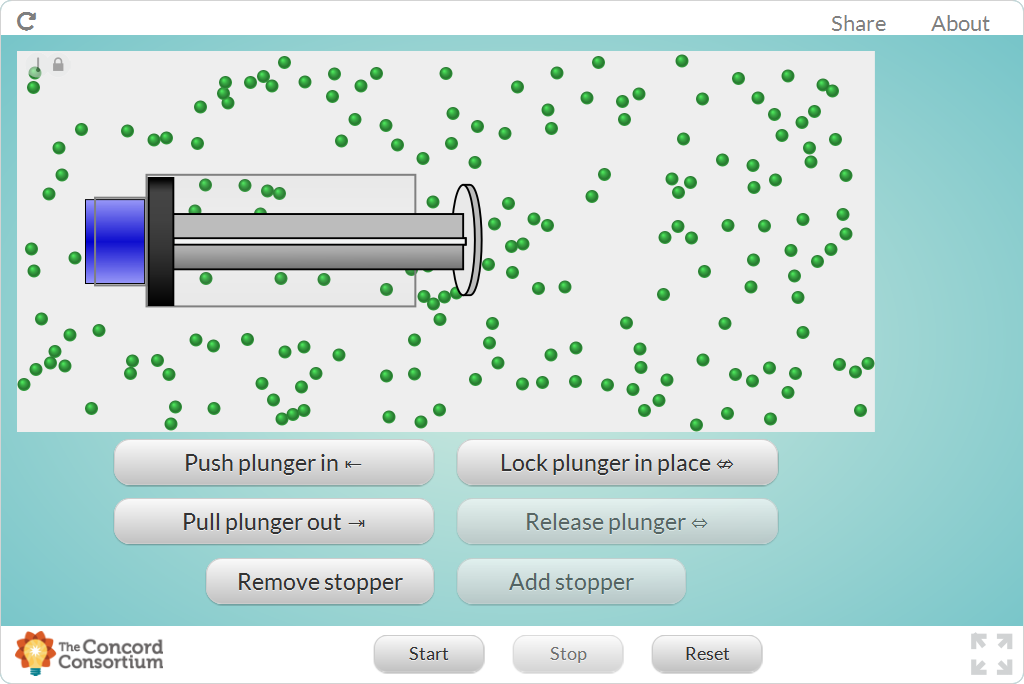 Share About
Push plunger in ⇤ Lock plunger in place ⇎
Pull plunger out ⇥ Release plunger ⇔
Remove stopper Add stopper
The Concord
Consortium
Start Stop Reset